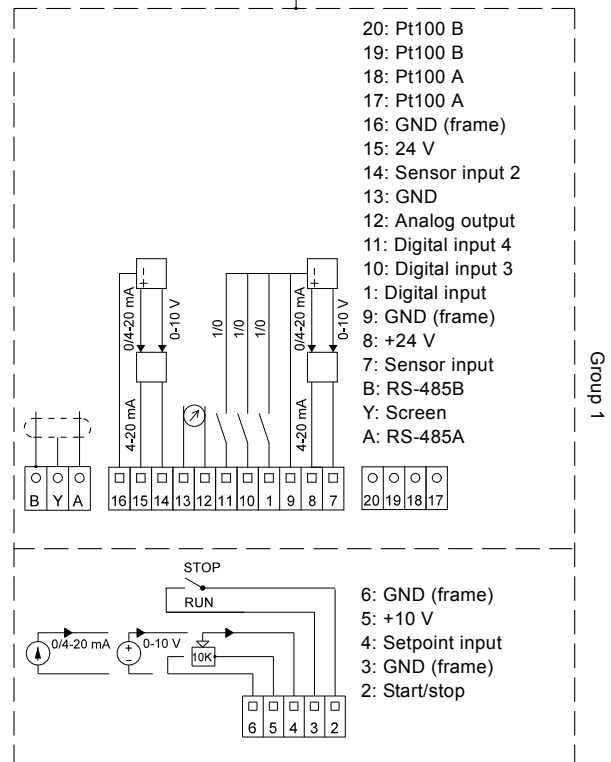 20: Pt100 B
19: Pt100 B
18: Pt100 A
17: Pt100 A
16: GND (frame)
15: 24 V
14: Sensor input 2
13: GND
12: Analog output
11: Digital input 4
10: Digital input 3
1: Digital input
9: GND (frame)
8: +24 V
7: Sensor input
B: RS-485B
Y: Screen
A: RS-485A
Group 1
0/4-20 mA
0-10 V
4-20 mA
1/0
1/0
1/0
0/4-20 mA
0-10 V
4-20 mA
+ -
+ -
B Y A
16 15 14 13 12 11 10 1 9 8 7
20 19 18 17
STOP
RUN
0/4-20 mA
+ -
0-10 V
10K
6: GND (frame)
5: +10 V
4: Setpoint input
3: GND (frame)
2: Start/stop
6 5 4 3 2